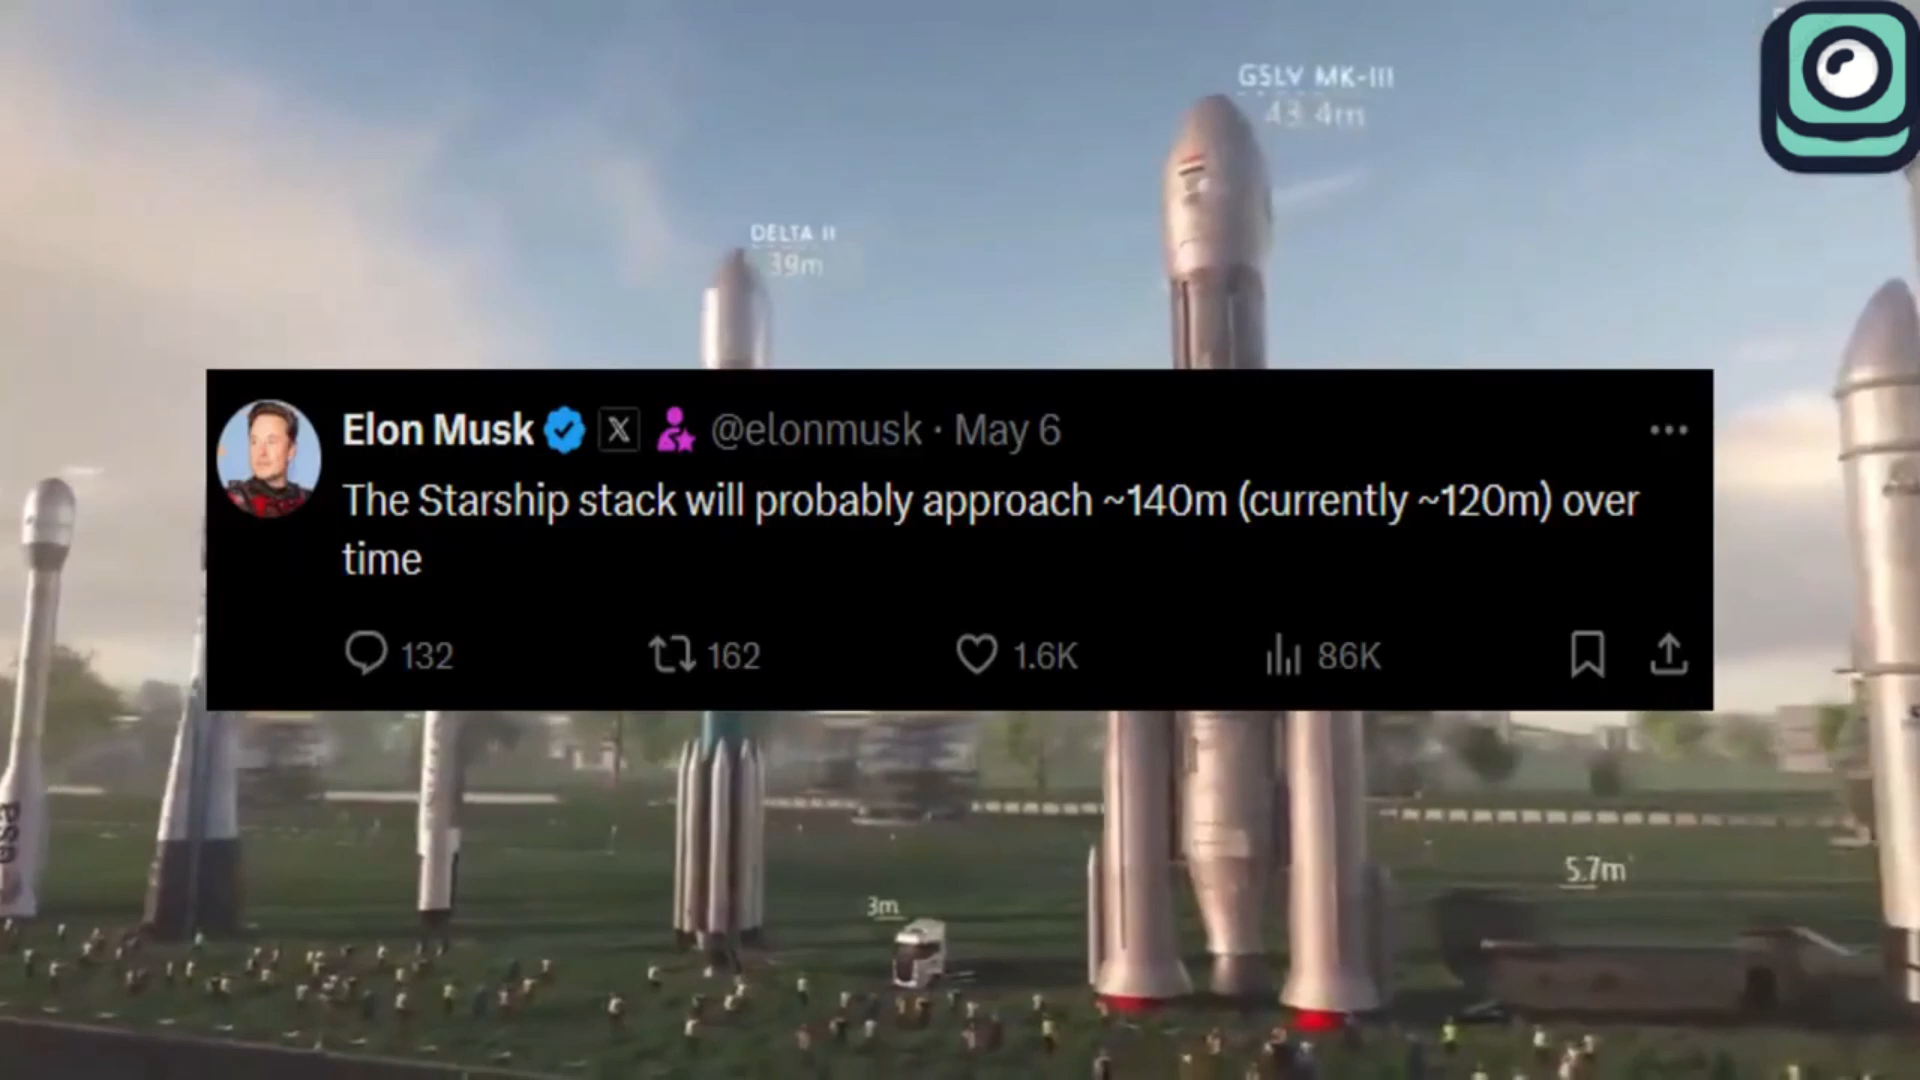 GSLV MK-III
43.4m
DELTA II
39m
Elon Musk @elonmusk · May 6
The Starship stack will probably approach ~140m (currently ~120m) over
time
132 162 1.6K 86K
esa
5.7m
3m